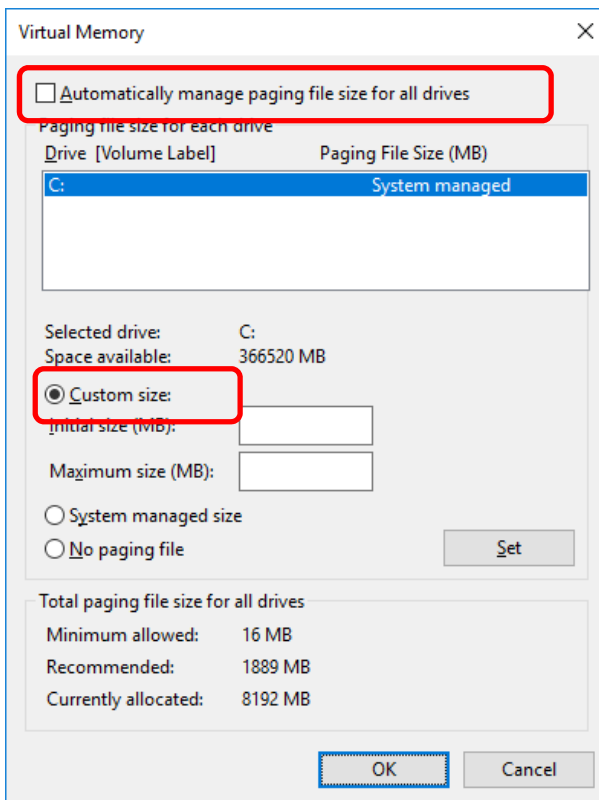 Virtual Memory
Automatically manage paging file size for all drives
Paging file size for each drive
Drive [Volume Label] Paging File Size (MB)
C: System managed
Selected drive: C:
Space available: 366520 MB
Custom size:
Initial size (MB):
Maximum size (MB):
System managed size
No paging file Set
Total paging file size for all drives
Minimum allowed: 16 MB
Recommended: 1889 MB
Currently allocated: 8192 MB
OK Cancel